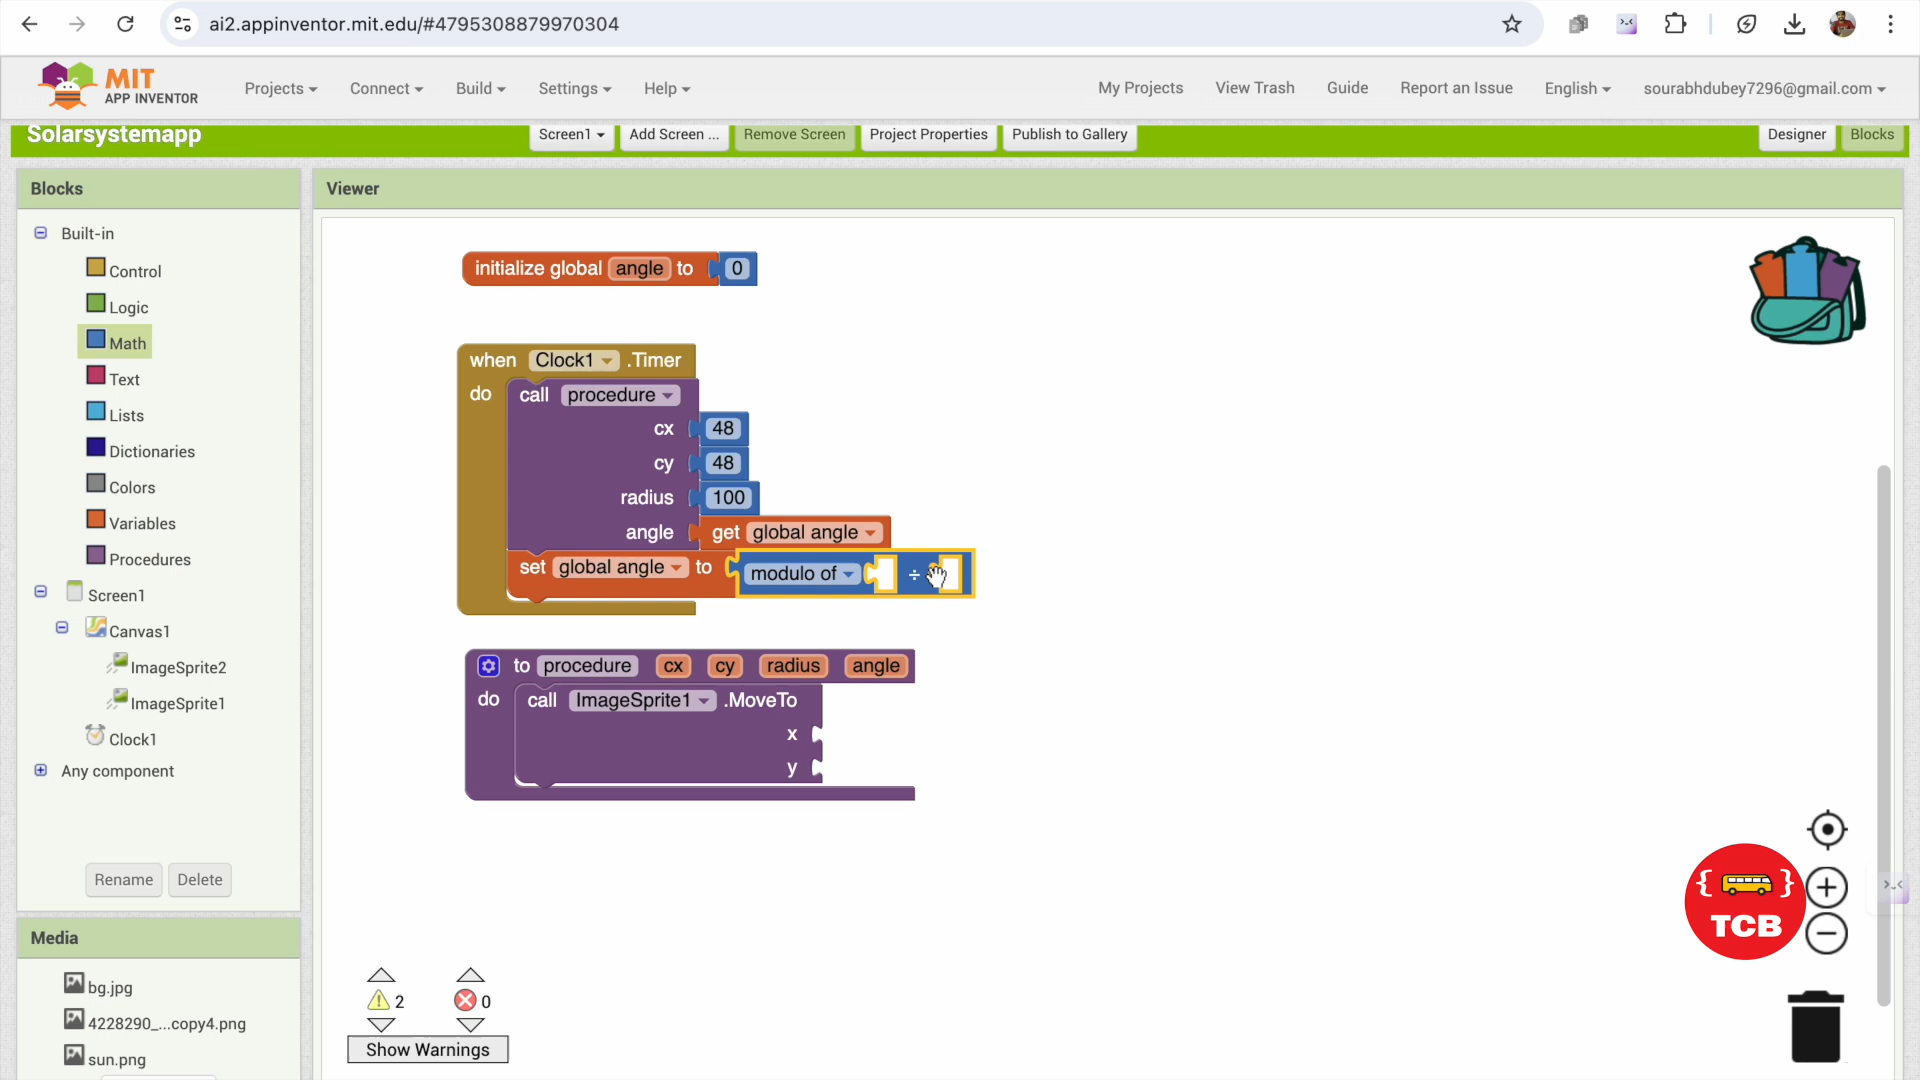 ai2.appinventor.mit.edu/#4795308879970304
MIT
APP INVENTOR
Projects
Connect
Build
Settings
Help
My Projects
View Trash
Guide
Report an Issue
English
sourabhdubey7296@gmail.com
Solarsystemapp
Screen1
Add Screen ...
Remove Screen
Project Properties
Publish to Gallery
Designer
Blocks
Blocks
Viewer
Built-in
Control
Logic
Math
Text
Lists
Dictionaries
Colors
Variables
Procedures
Screen1
Canvas1
ImageSprite2
ImageSprite1
Clock1
Any component
Rename
Delete
Media
bg.jpg
4228290_...copy4.png
sun.png
initialize global angle to 0
when Clock1 .Timer
do call procedure
cx 48
cy 48
radius 100
angle get global angle
set global angle to modulo of ÷
to procedure cx cy radius angle
do call ImageSprite1 .MoveTo
x
y
2
0
Show Warnings
{ }
TCB